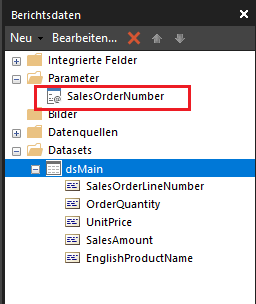 Berichtsdaten
Neu Bearbeiten...
Integrierte Felder
Parameter
SalesOrderNumber
Bilder
Datenquellen
Datasets
dsMain
SalesOrderLineNumber
OrderQuantity
UnitPrice
SalesAmount
EnglishProductName